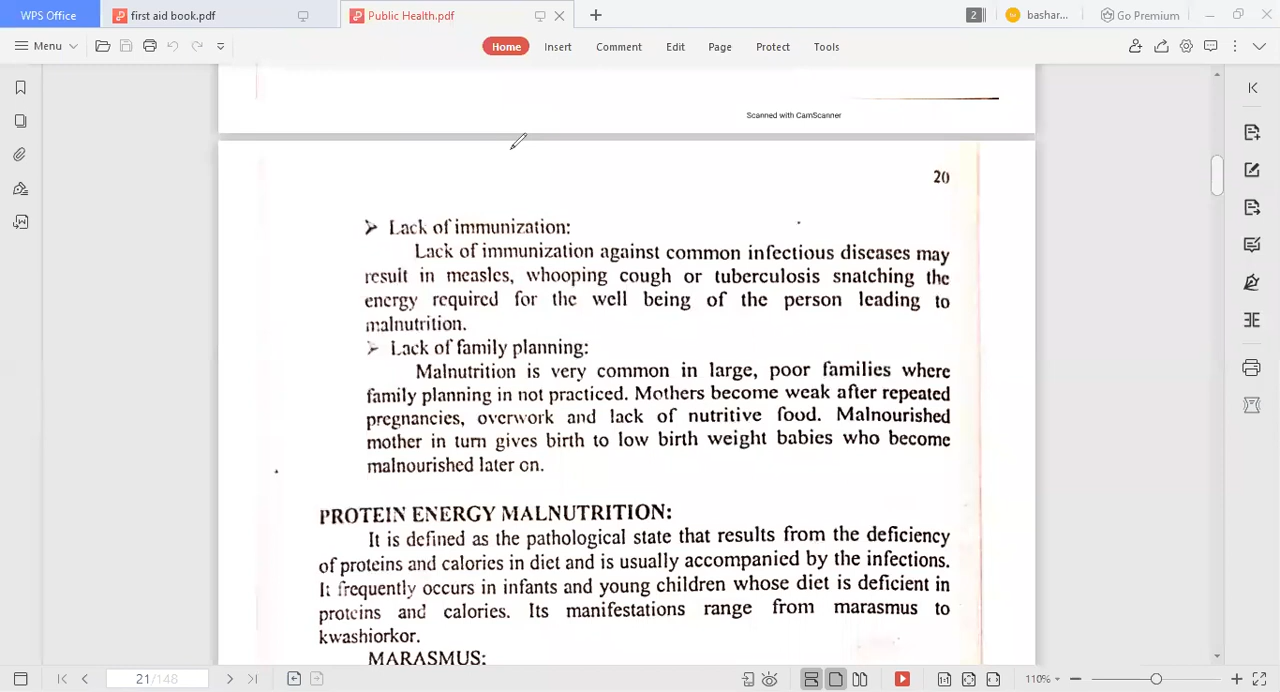 WPS Office
first aid book.pdf
Public Health.pdf
2
bashar...
Go Premium
Menu
Home
Insert
Comment
Edit
Page
Protect
Tools
Scanned with CamScanner
20
➤ Lack of immunization:
Lack of immunization against common infectious diseases may
result in measles, whooping cough or tuberculosis snatching the
energy required for the well being of the person leading to
malnutrition.
➤ Lack of family planning:
Malnutrition is very common in large, poor families where
family planning in not practiced. Mothers become weak after repeated
pregnancies, overwork and lack of nutritive food. Malnourished
mother in turn gives birth to low birth weight babies who become
malnourished later on.
PROTEIN ENERGY MALNUTRITION:
It is defined as the pathological state that results from the deficiency
of proteins and calories in diet and is usually accompanied by the infections.
It frequently occurs in infants and young children whose diet is deficient in
proteins and calories. Its manifestations range from marasmus to
kwashiorkor.
MARASMUS:
21/148
110%